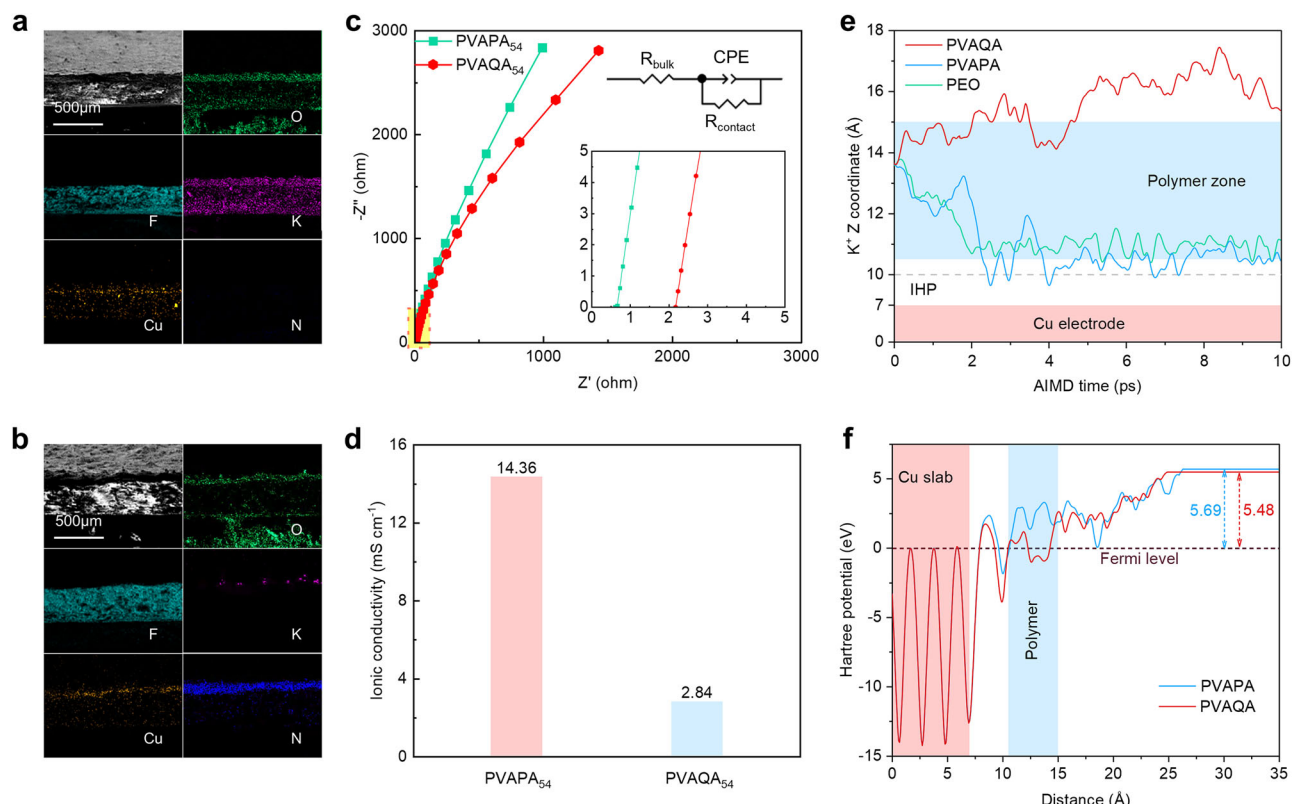 a
500μm
O
F
K
Cu
N
b
500μm
O
F
K
Cu
N
c
PVAPA54
PVAQA54
Rbulk
CPE
Rcontact
3000
2000
1000
0
-Z" (ohm)
5
4
3
2
1
0
0 1 2 3 4 5
0 1000 2000 3000
Z' (ohm)
d
16
12
8
4
0
Ionic conductivity (mS cm⁻¹)
14.36
2.84
PVAPA54
PVAQA54
e
PVAQA
PVAPA
PEO
18
16
14
12
10
7
0
K⁺ Z coordinate (Å)
Polymer zone
IHP
Cu electrode
0 2 4 6 8 10
AIMD time (ps)
f
Cu slab
5
0
-5
-10
-15
Hartree potential (eV)
5.69
5.48
Fermi level
Polymer
PVAPA
PVAQA
0 5 10 15 20 25 30 35
Distance (Å)